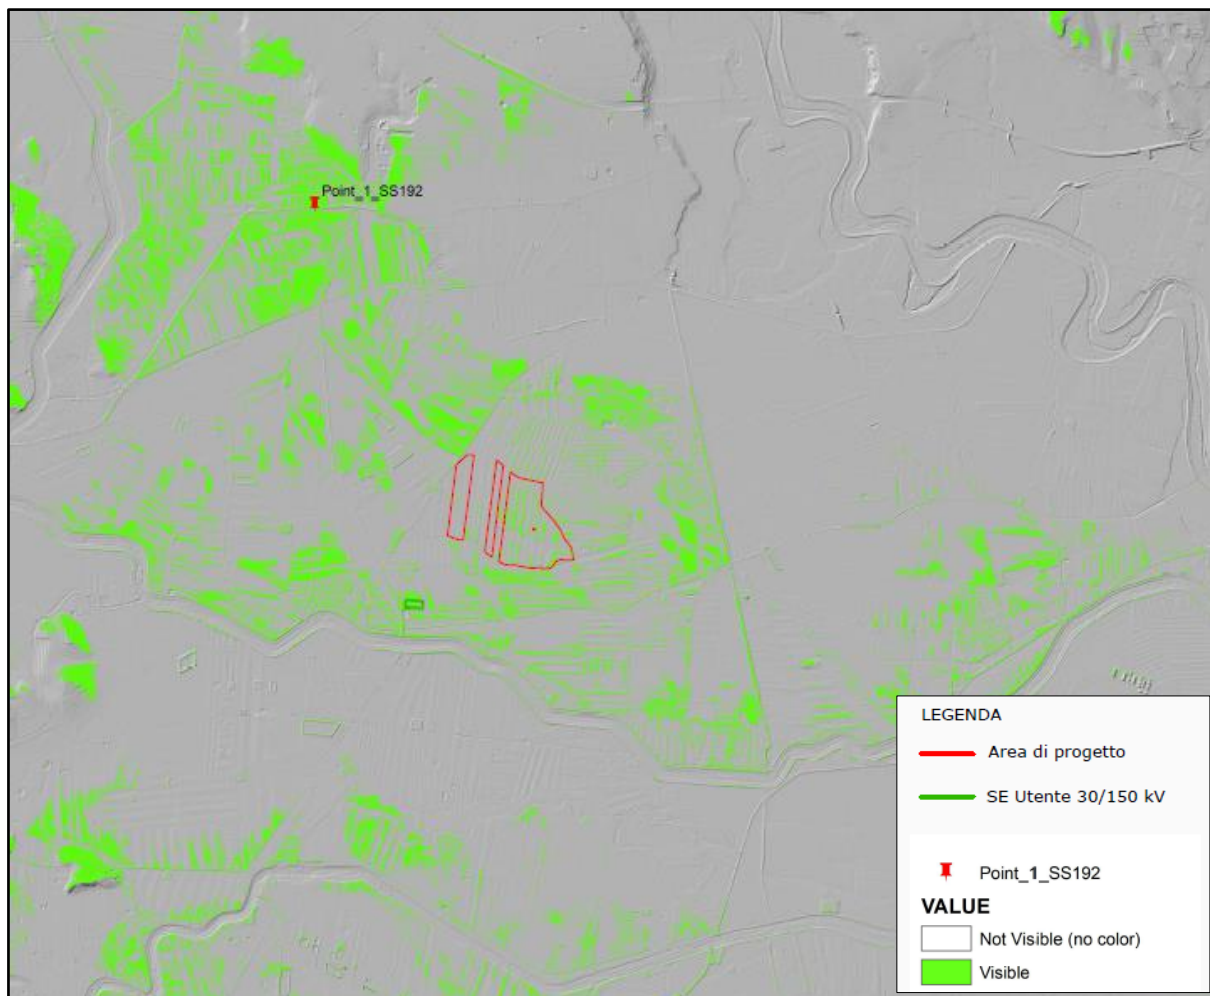 Point_1_SS192
LEGENDA
Area di progetto
SE Utente 30/150 kV
Point_1_SS192
VALUE
Not Visible (no color)
Visible